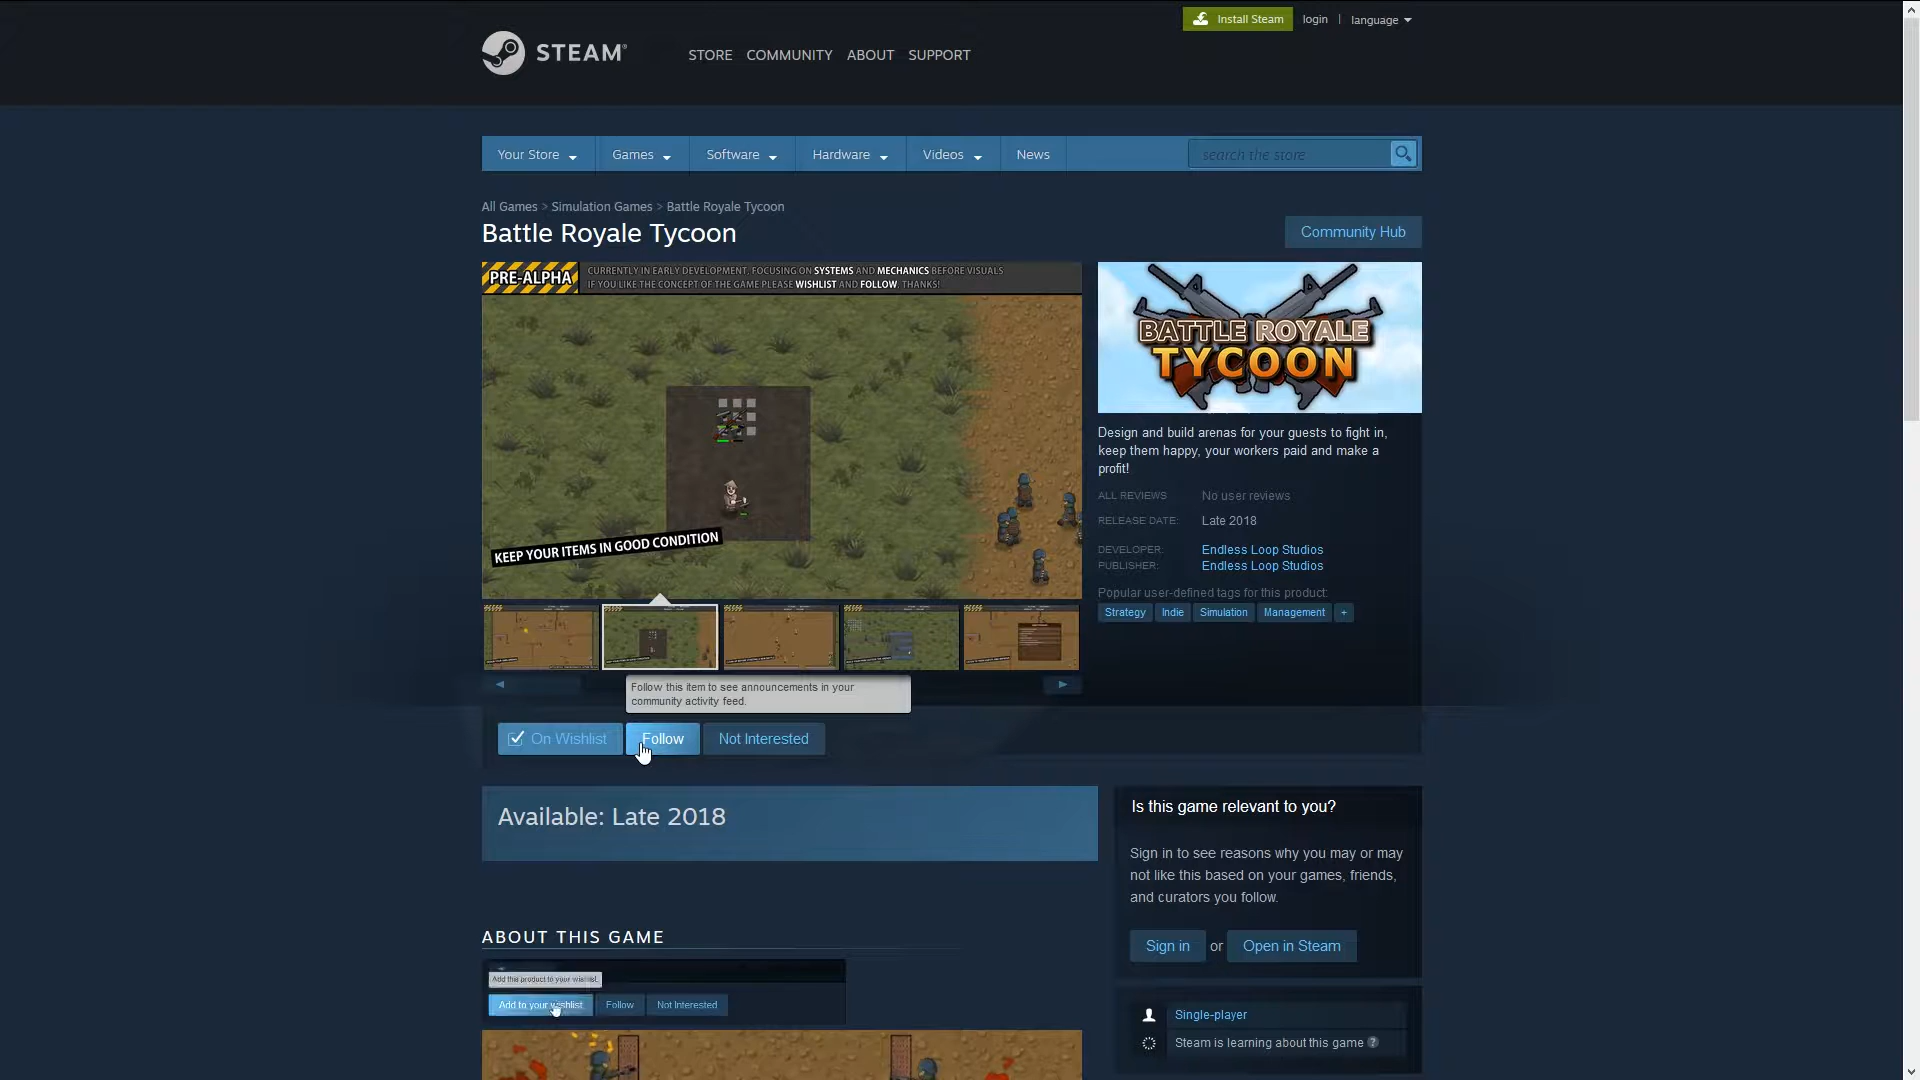 Install Steam
login
language
STEAM®
STORE
COMMUNITY
ABOUT
SUPPORT
Your Store
Games
Software
Hardware
Videos
News
search the store
All Games > Simulation Games > Battle Royale Tycoon
Battle Royale Tycoon
Community Hub
PRE-ALPHA
CURRENTLY IN EARLY DEVELOPMENT, FOCUSING ON SYSTEMS AND MECHANICS BEFORE VISUALS
IF YOU LIKE THE CONCEPT OF THE GAME PLEASE WISHLIST AND FOLLOW. THANKS!
KEEP YOUR ITEMS IN GOOD CONDITION
BATTLE ROYALE
TYCOON
Design and build arenas for your guests to fight in,
keep them happy, your workers paid and make a
profit!
ALL REVIEWS
No user reviews
RELEASE DATE:
Late 2018
DEVELOPER:
Endless Loop Studios
PUBLISHER:
Endless Loop Studios
Popular user-defined tags for this product:
Strategy
Indie
Simulation
Management
+
Follow this item to see announcements in your
community activity feed.
On Wishlist
Follow
Not Interested
Available: Late 2018
Is this game relevant to you?
Sign in to see reasons why you may or may
not like this based on your games, friends,
and curators you follow.
Sign in
or
Open in Steam
ABOUT THIS GAME
Add this product to your wishlist.
Add to your wishlist
Follow
Not Interested
Single-player
Steam is learning about this game ?